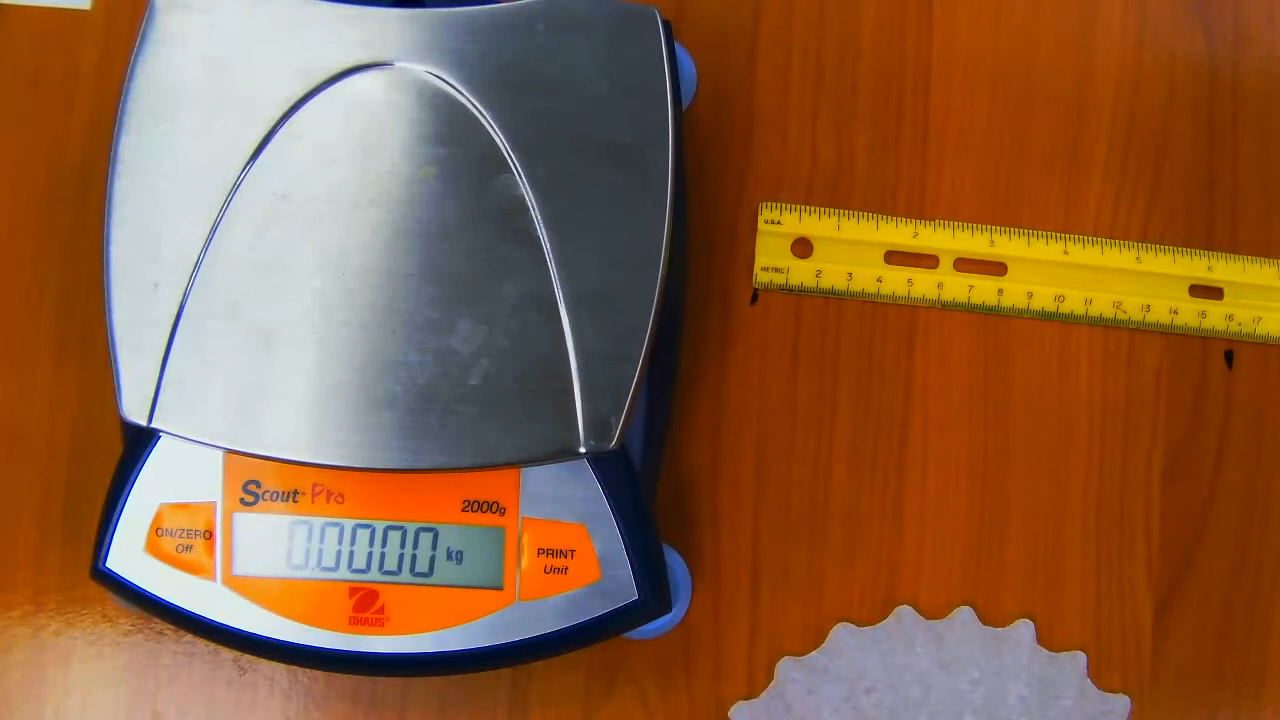 Scout Pro
2000g
ON/ZERO
Off
0.0000 kg
PRINT
Unit
OHAUS
U.S.A.
2 3 4 5 6
METRIC 1 2 3 4 5 6 7 8 9 10 11 12 13 14 15 16 17